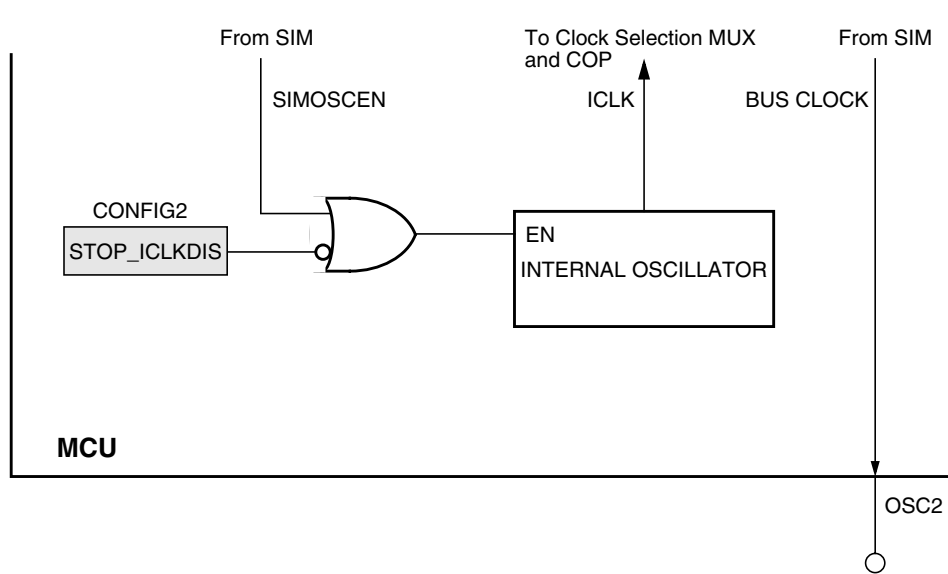 From SIM
To Clock Selection MUX
and COP
From SIM
SIMOSCEN
ICLK
BUS CLOCK
CONFIG2
STOP_ICLKDIS
EN
INTERNAL OSCILLATOR
MCU
OSC2